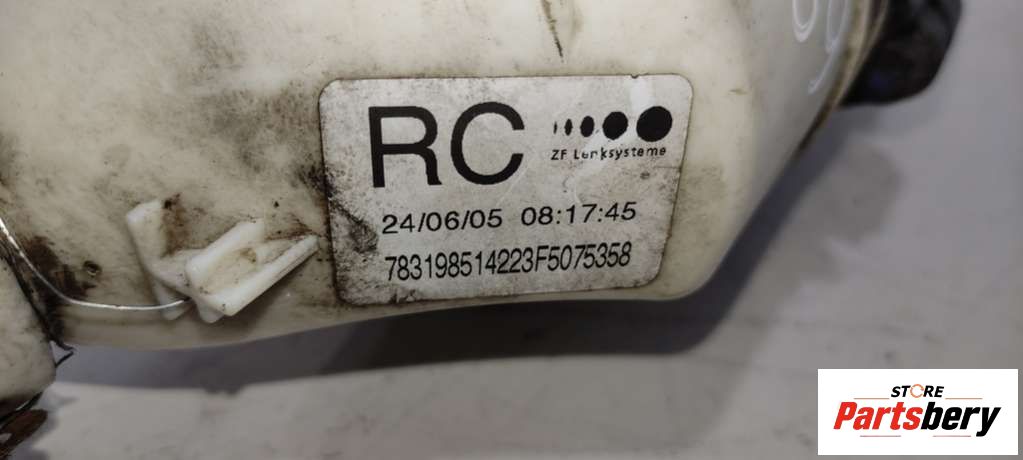 RC
ZF Lenksysteme
24/06/05 08:17:45
783198514223F5075358
STORE
Partsbery